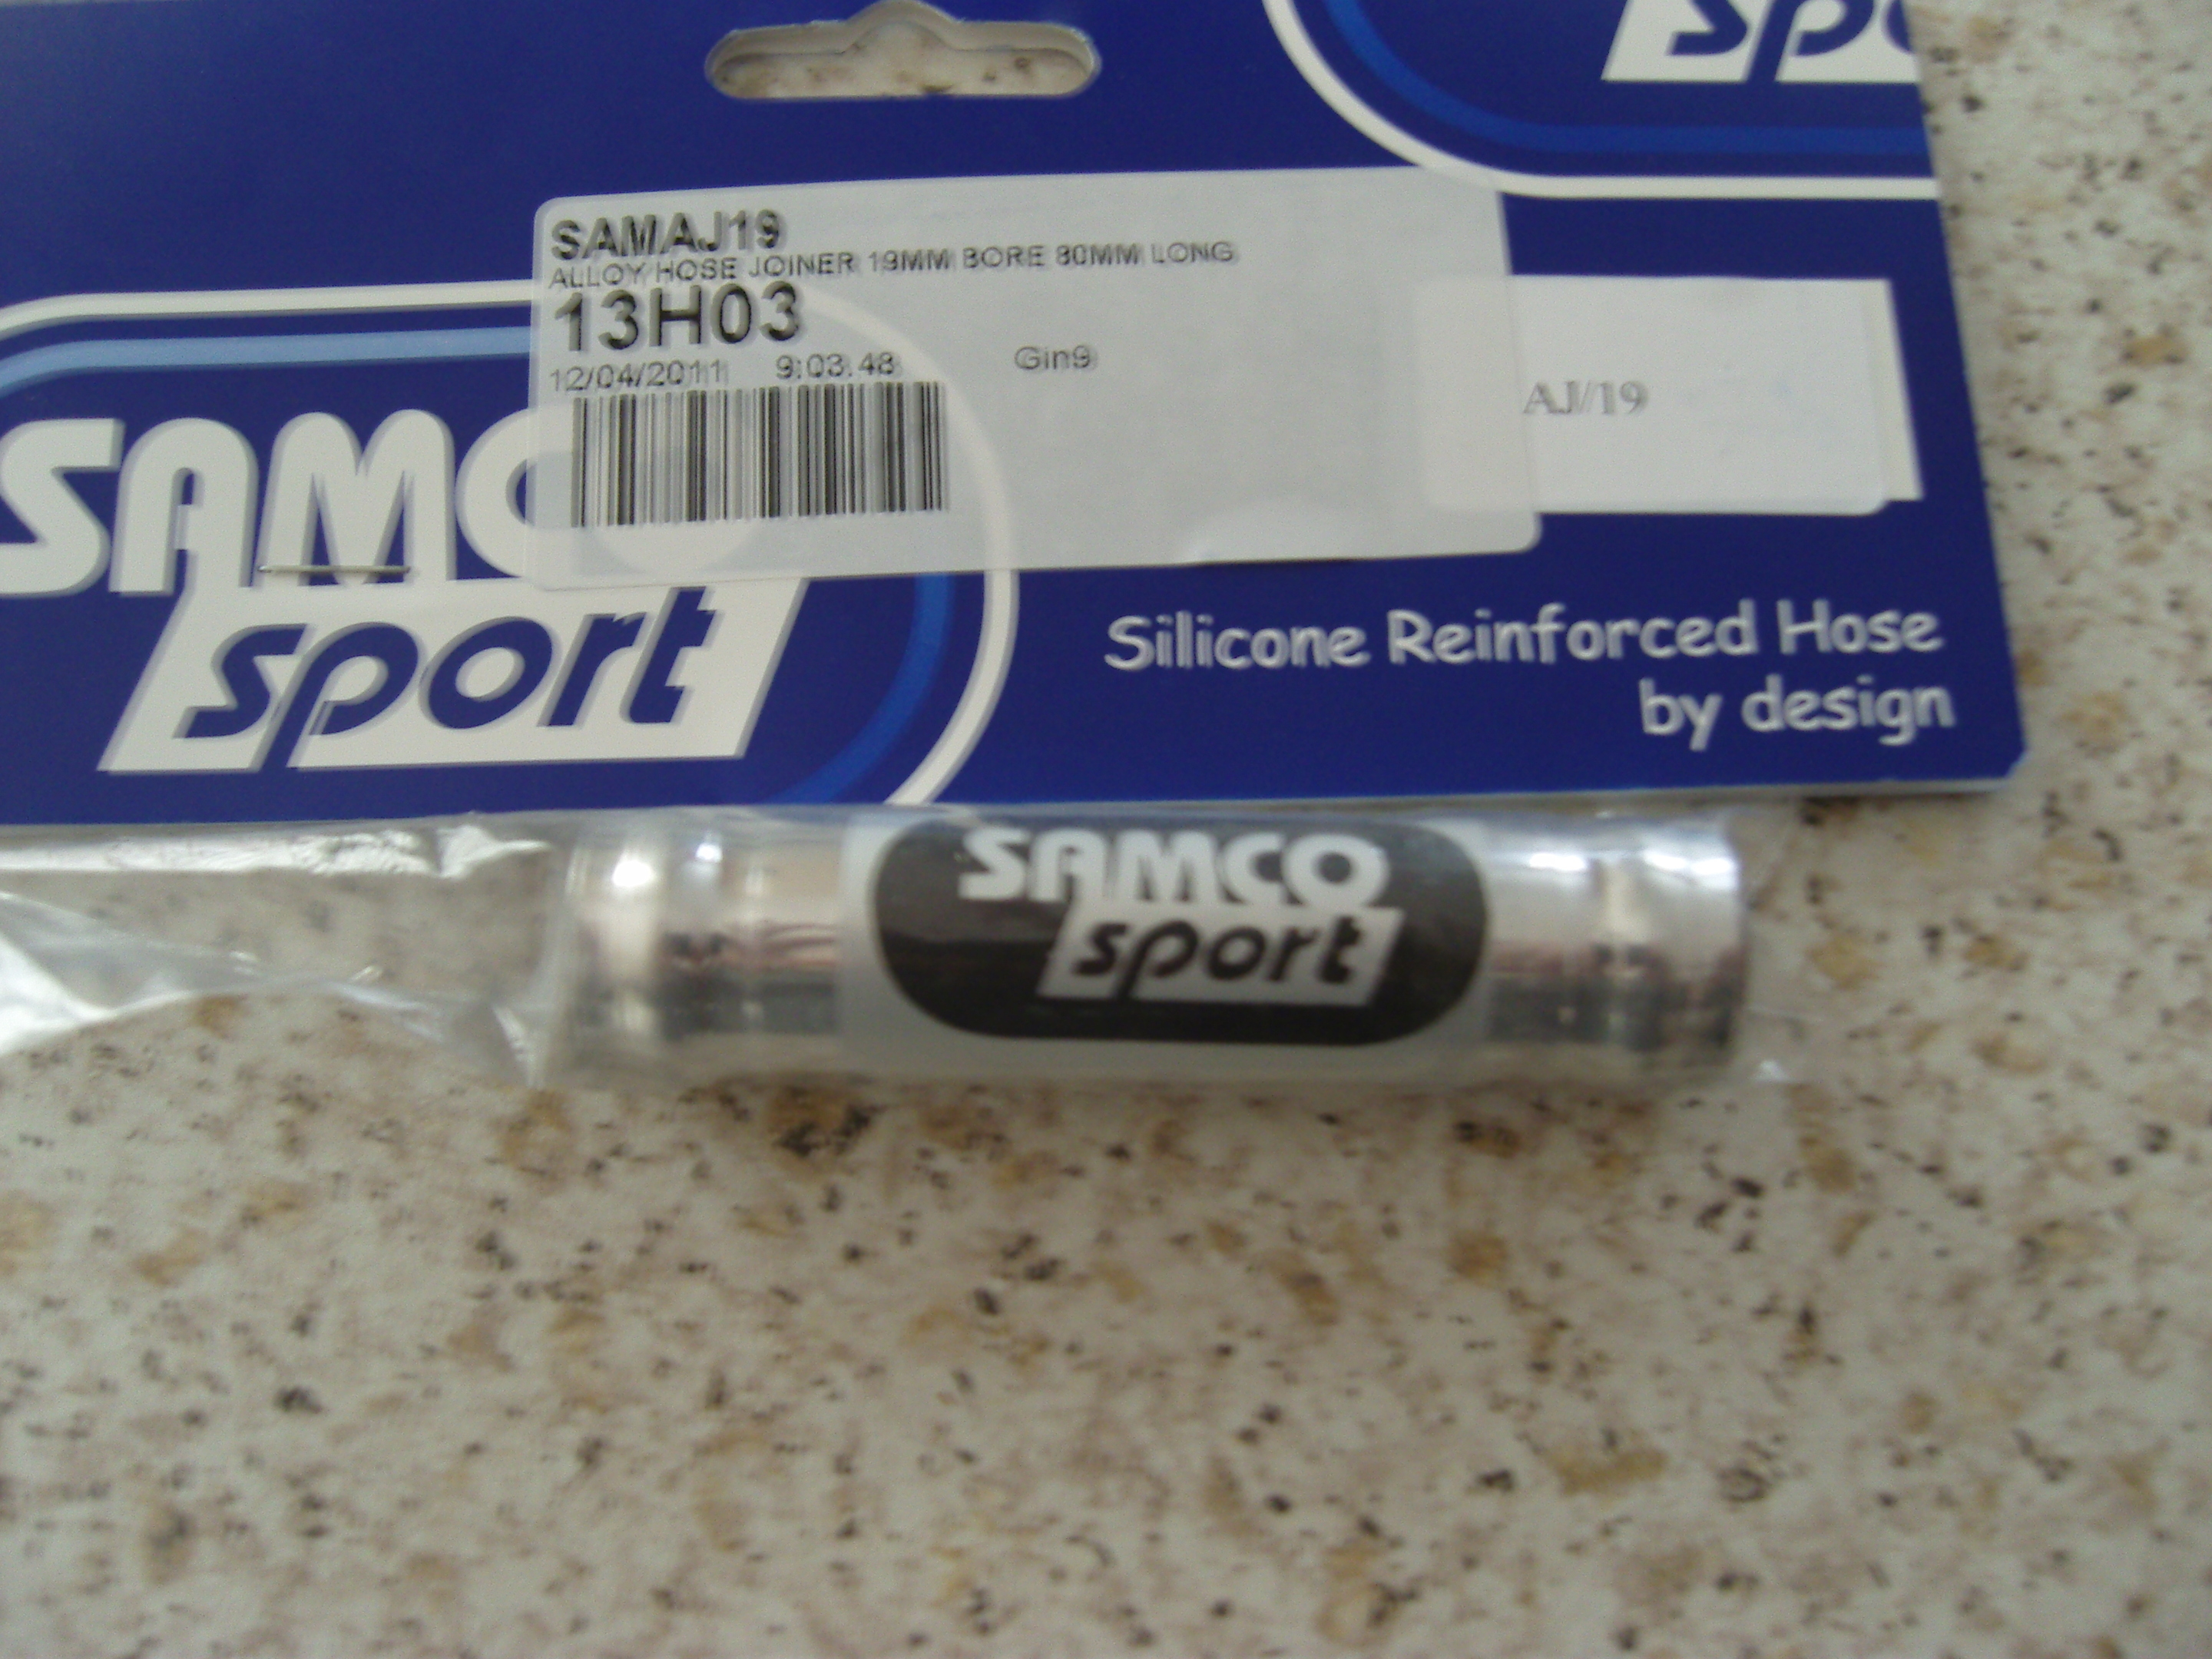 spo
SAMAJ19
ALLOY HOSE JOINER 19MM BORE 80MM LONG
13H03
12/04/2011 9:03:48 Gin9
AJ/19
SAMCO
sport
Silicone Reinforced Hose
by design
SAMCO
sport